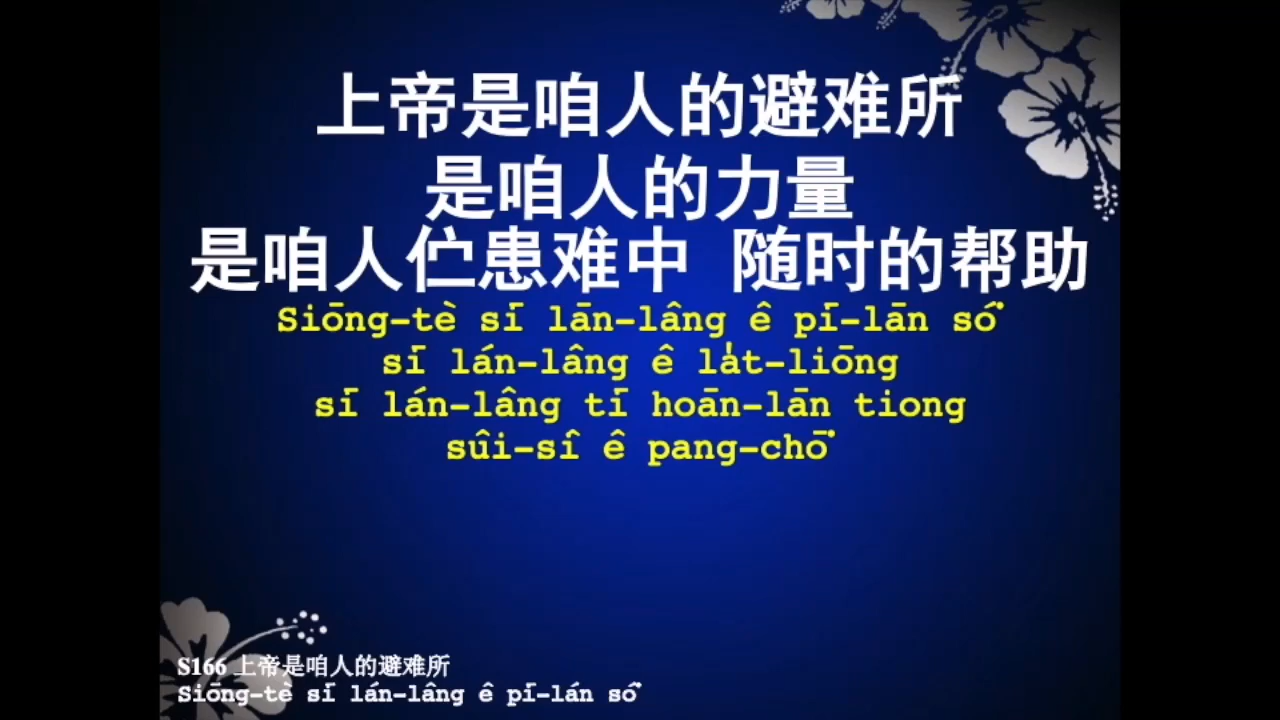 上帝是咱人的避难所
是咱人的力量
是咱人伫患难中 随时的帮助
Siōng-tè sī lān-lâng ê pī-lān só͘
sī lán-lâng ê la̍t-liōng
sī lán-lâng tī hoān-lān tiong
sûi-sî ê pang-chō͘
S166 上帝是咱人的避难所
Siōng-tè sī lán-lâng ê pī-lán só͘